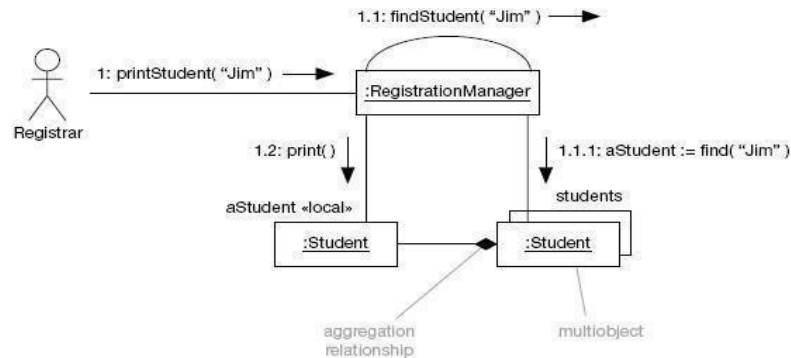 1.1: findStudent( “Jim” )
1: printStudent( “Jim” )
:RegistrationManager
Registrar
1.2: print( )
1.1.1: aStudent := find( “Jim” )
aStudent «local»
students
:Student
:Student
aggregation
relationship
multiobject